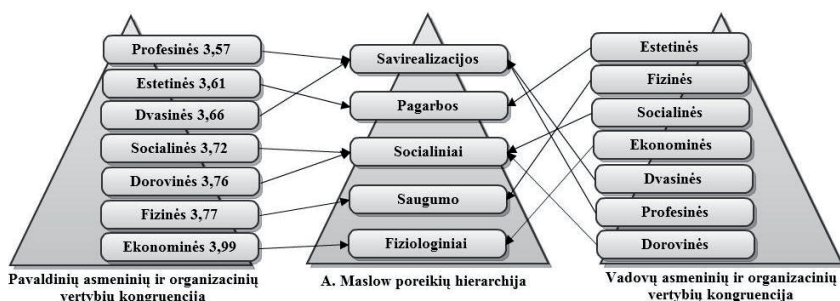 Profesinės 3,57
Estetinės 3,61
Dvasinės 3,66
Socialinės 3,72
Dorovinės 3,76
Fizinės 3,77
Ekonominės 3,99
Pavaldinių asmeninių ir organizacinių
vertybių kongruencija
Savirealizacijos
Pagarbos
Socialiniai
Saugumo
Fiziologiniai
A. Maslow poreikių hierarchija
Estetinės
Fizinės
Socialinės
Ekonominės
Dvasinės
Profesinės
Dorovinės
Vadovų asmeninių ir organizacinių
vertybių kongruencija